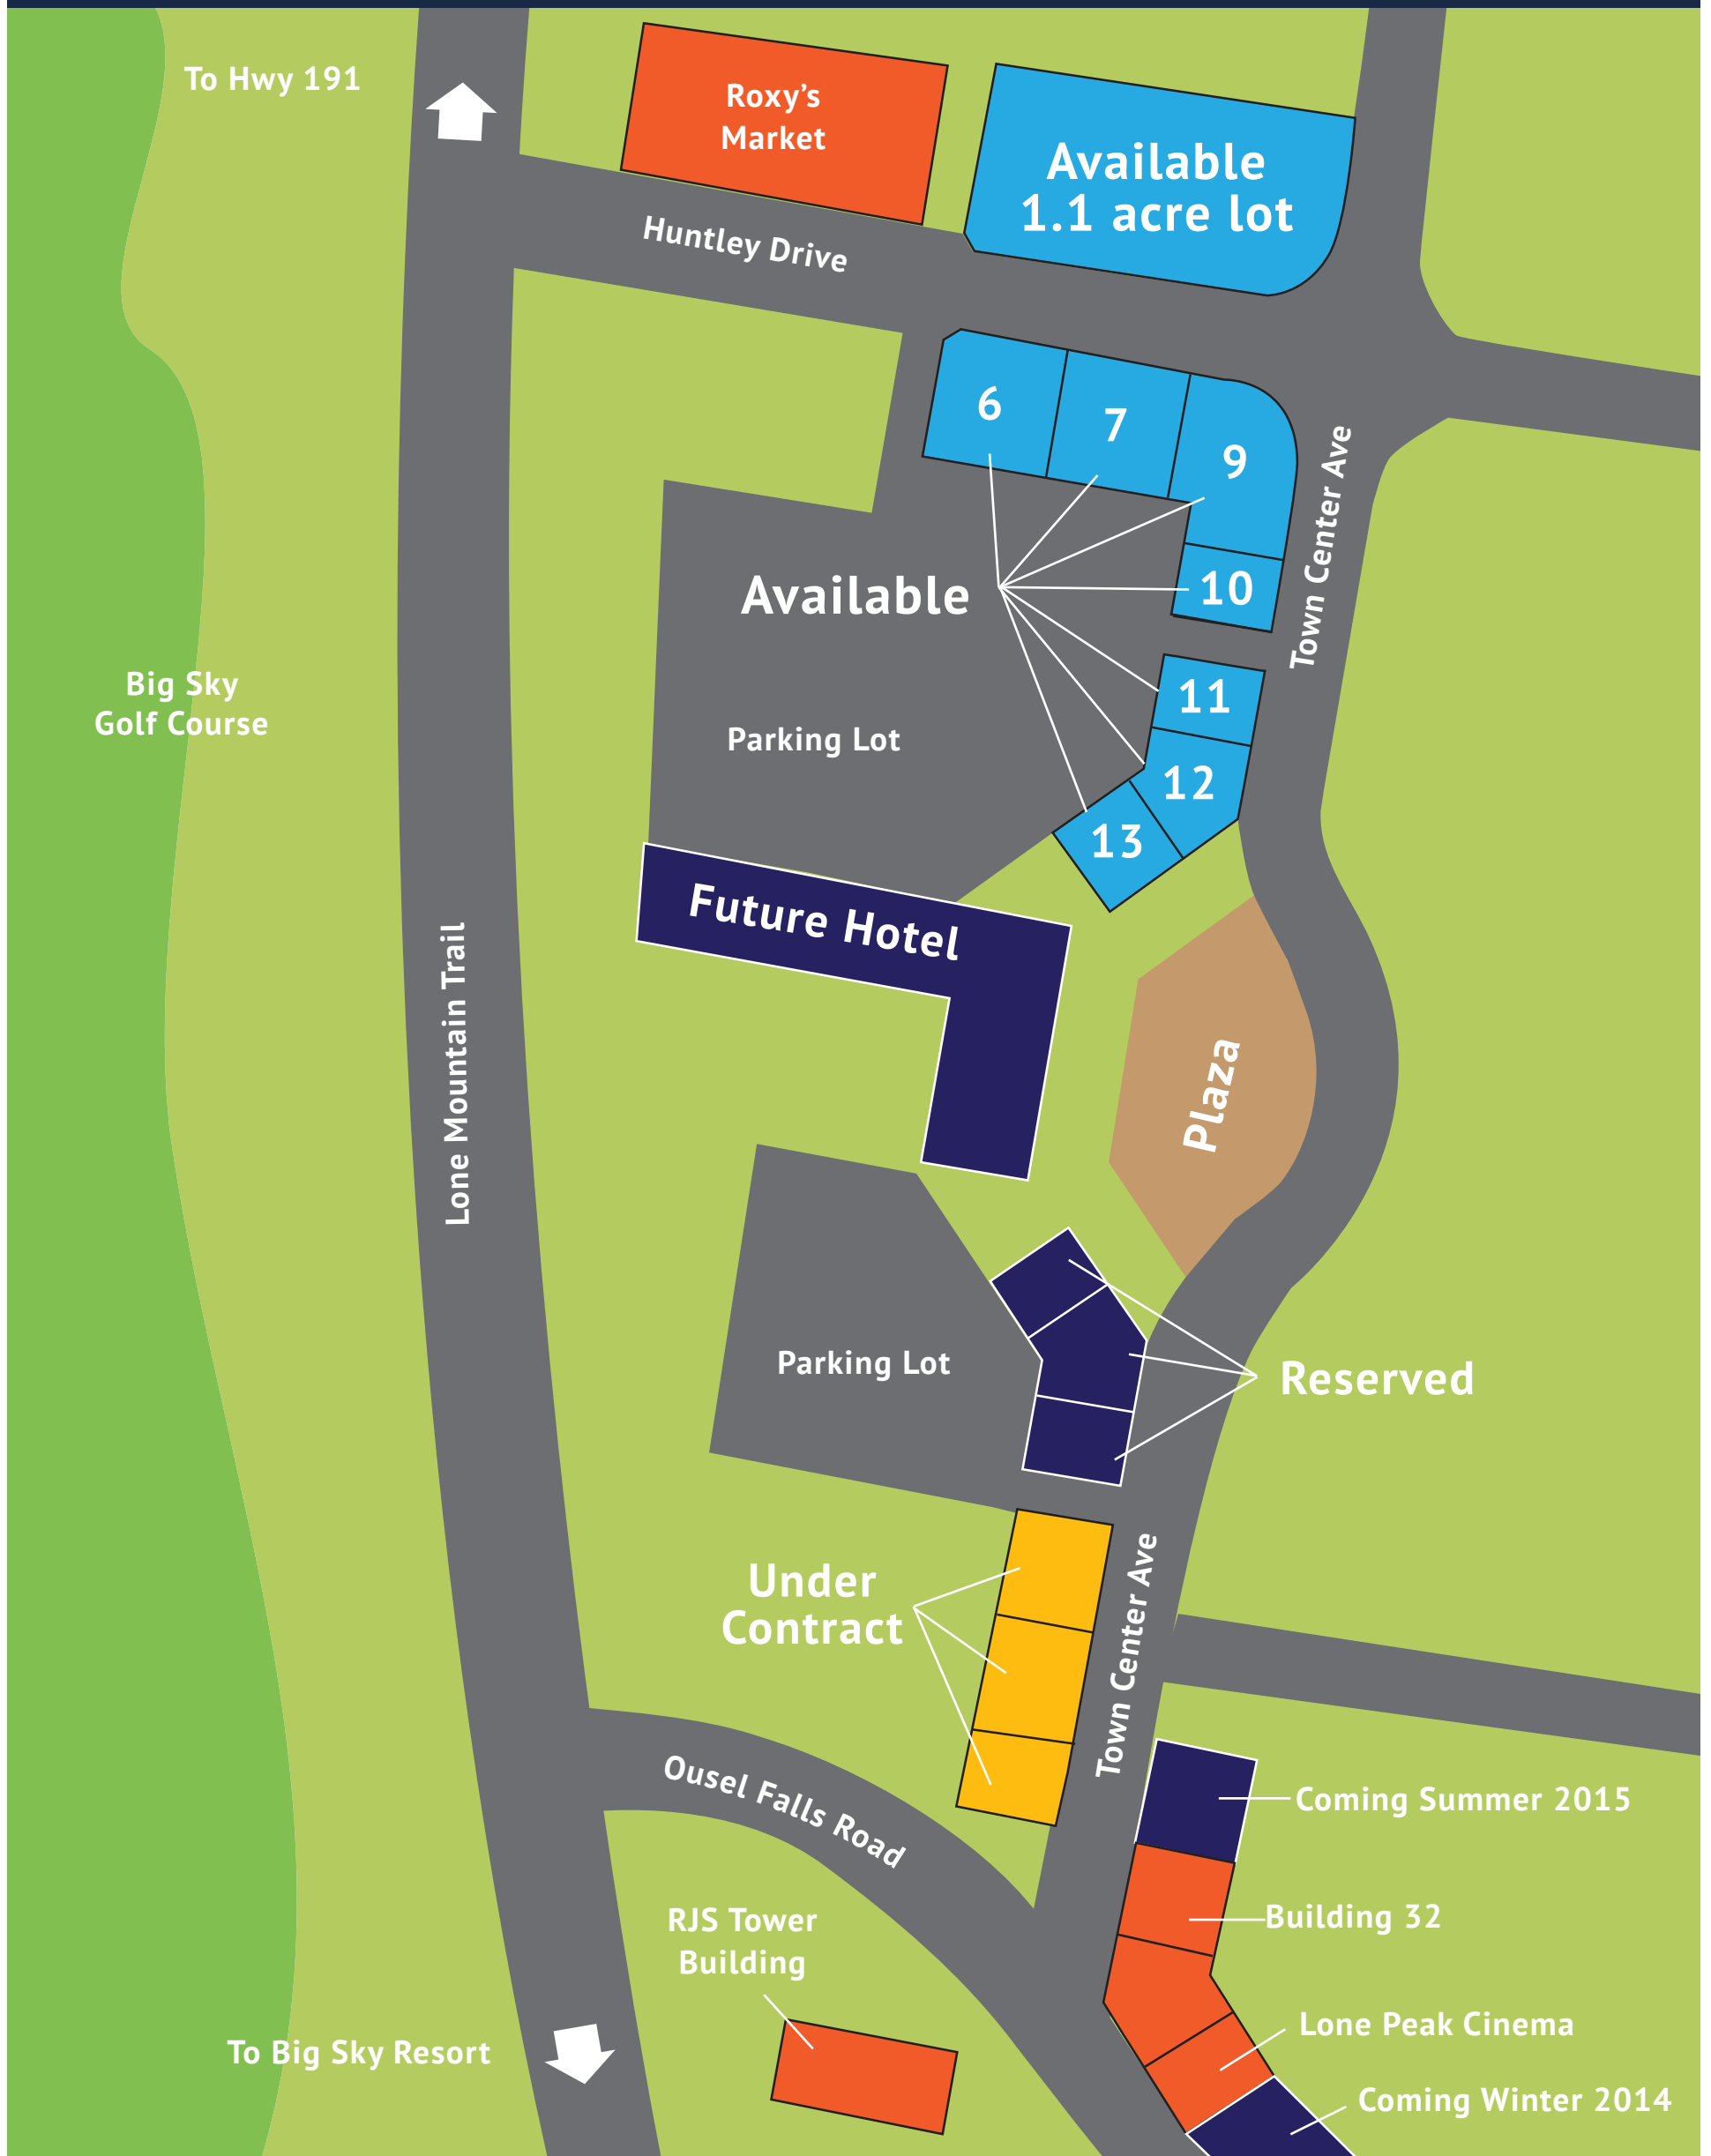 To Hwy 191
Roxy's
Market
Available
1.1 acre lot
Huntley Drive
6
7
9
10
Town Center Ave
Available
11
12
13
Big Sky
Golf Course
Parking Lot
Future Hotel
Lone Mountain Trail
Plaza
Parking Lot
Reserved
Under
Contract
Town Center Ave
Ousel Falls Road
Coming Summer 2015
Building 32
RJS Tower
Building
Lone Peak Cinema
To Big Sky Resort
Coming Winter 2014